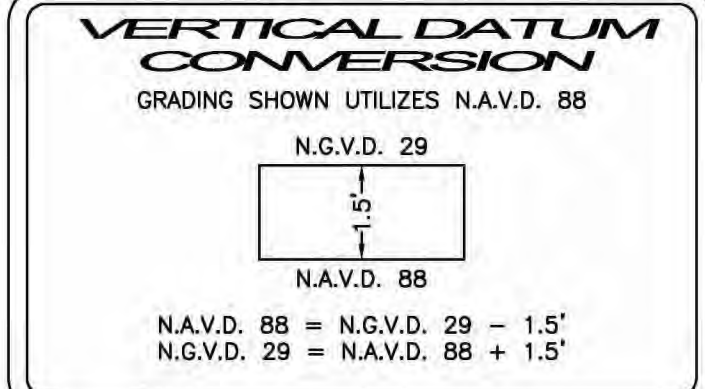 VERTICAL DATUM
CONVERSION
GRADING SHOWN UTILIZES N.A.V.D. 88
N.G.V.D. 29
1.5'
N.A.V.D. 88
N.A.V.D. 88 = N.G.V.D. 29 - 1.5'
N.G.V.D. 29 = N.A.V.D. 88 + 1.5'